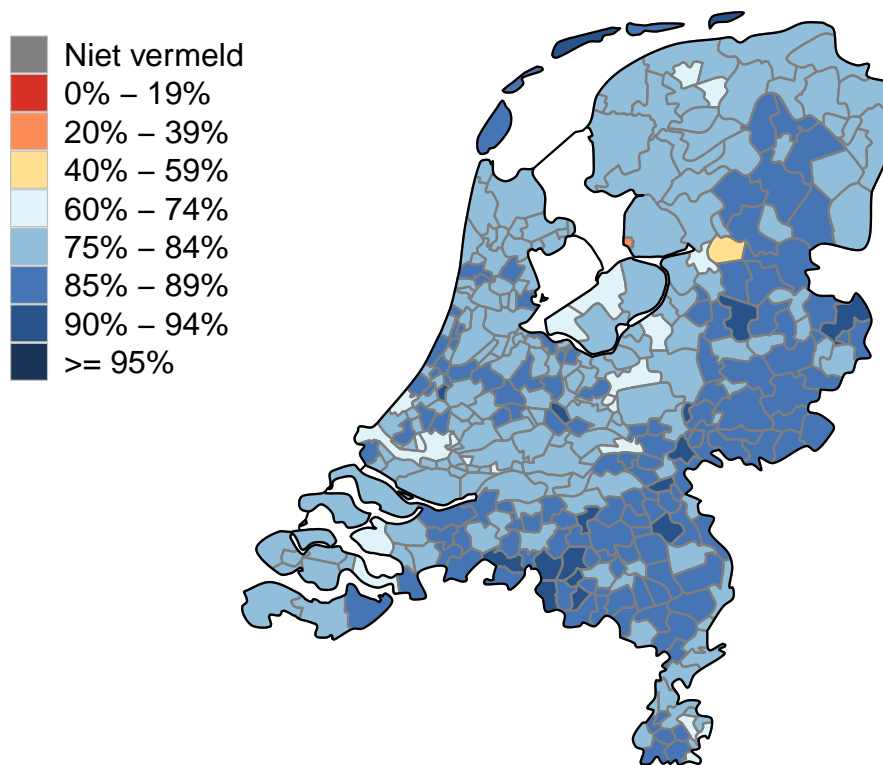 Niet vermeld
0% – 19%
20% – 39%
40% – 59%
60% – 74%
75% – 84%
85% – 89%
90% – 94%
>= 95%